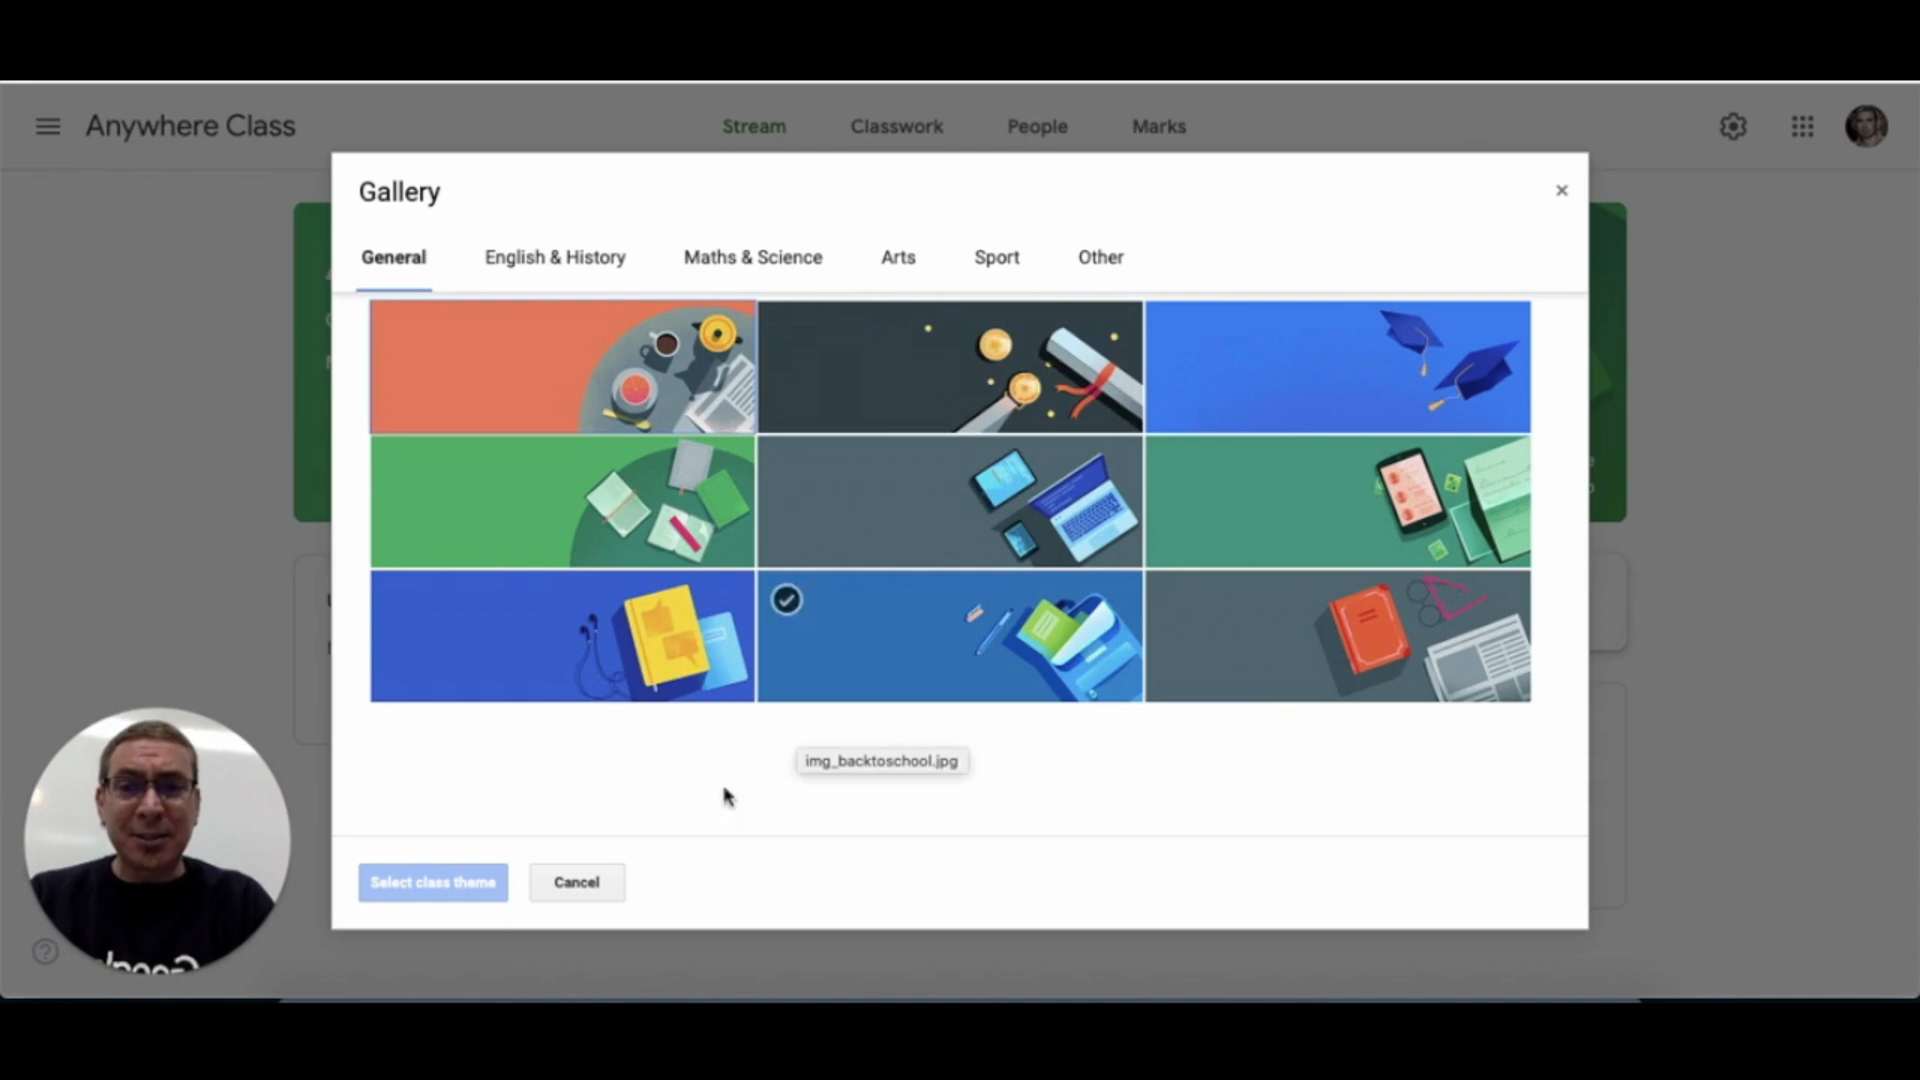 Anywhere Class
Stream Classwork People Marks
Gallery
General English & History Maths & Science Arts Sport Other
img_backtoschool.jpg
Select class theme Cancel